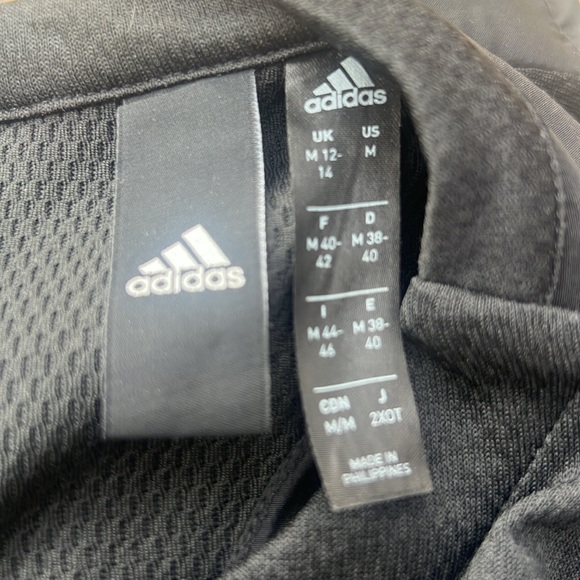 adidas
adidas
UK US
M 12- M
14
F D
M 40- M 38-
42 40
I E
M 44- M 38-
46 40
CDN J
M/M 2XOT
MADE IN
PHILIPPINES